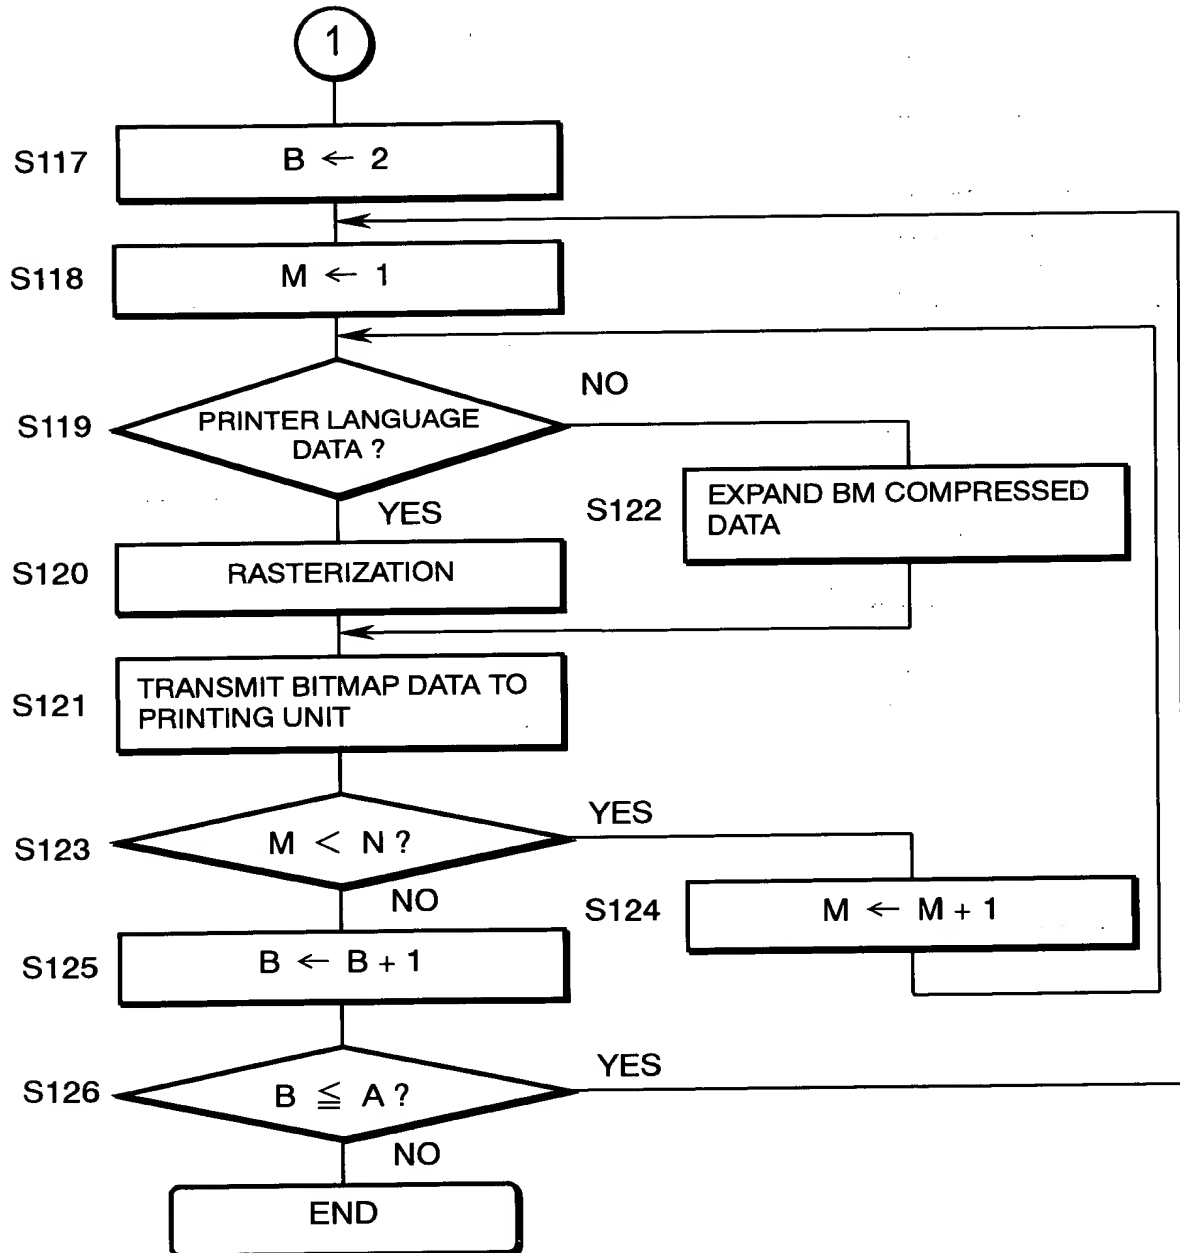 1
S117
B ← 2
S118
M ← 1
S119
PRINTER LANGUAGE
DATA ?
NO
YES
S122
EXPAND BM COMPRESSED
DATA
S120
RASTERIZATION
S121
TRANSMIT BITMAP DATA TO
PRINTING UNIT
S123
M < N ?
YES
NO
S124
M ← M + 1
S125
B ← B + 1
S126
B ≦ A ?
YES
NO
END